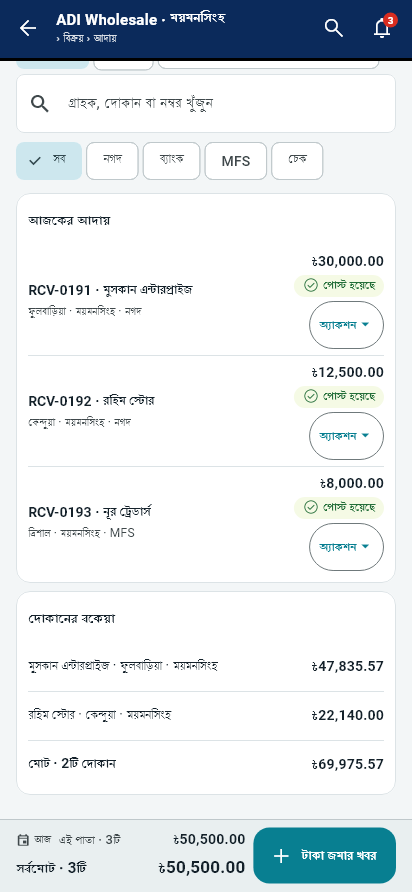 ADI Wholesale · ময়মনসিংহ
› বিক্রয় › আদায়
3
গ্রাহক, দোকান বা নম্বর খুঁজুন
সব
নগদ
ব্যাংক
MFS
চেক
আজকের আদায়
৳30,000.00
RCV-0191 · মুসকান এন্টারপ্রাইজ
পোস্ট হয়েছে
ফুলবাড়িয়া · ময়মনসিংহ · নগদ
অ্যাকশন
৳12,500.00
RCV-0192 · রহিম স্টোর
পোস্ট হয়েছে
কেন্দুয়া · ময়মনসিংহ · নগদ
অ্যাকশন
৳8,000.00
RCV-0193 · নূর ট্রেডার্স
পোস্ট হয়েছে
ত্রিশাল · ময়মনসিংহ · MFS
অ্যাকশন
দোকানের বকেয়া
মুসকান এন্টারপ্রাইজ · ফুলবাড়িয়া · ময়মনসিংহ ৳47,835.57
রহিম স্টোর · কেন্দুয়া · ময়মনসিংহ ৳22,140.00
মোট · 2টি দোকান ৳69,975.57
আজ এই পাতা · 3টি ৳50,500.00
সর্বমোট · 3টি ৳50,500.00
টাকা জমার খবর